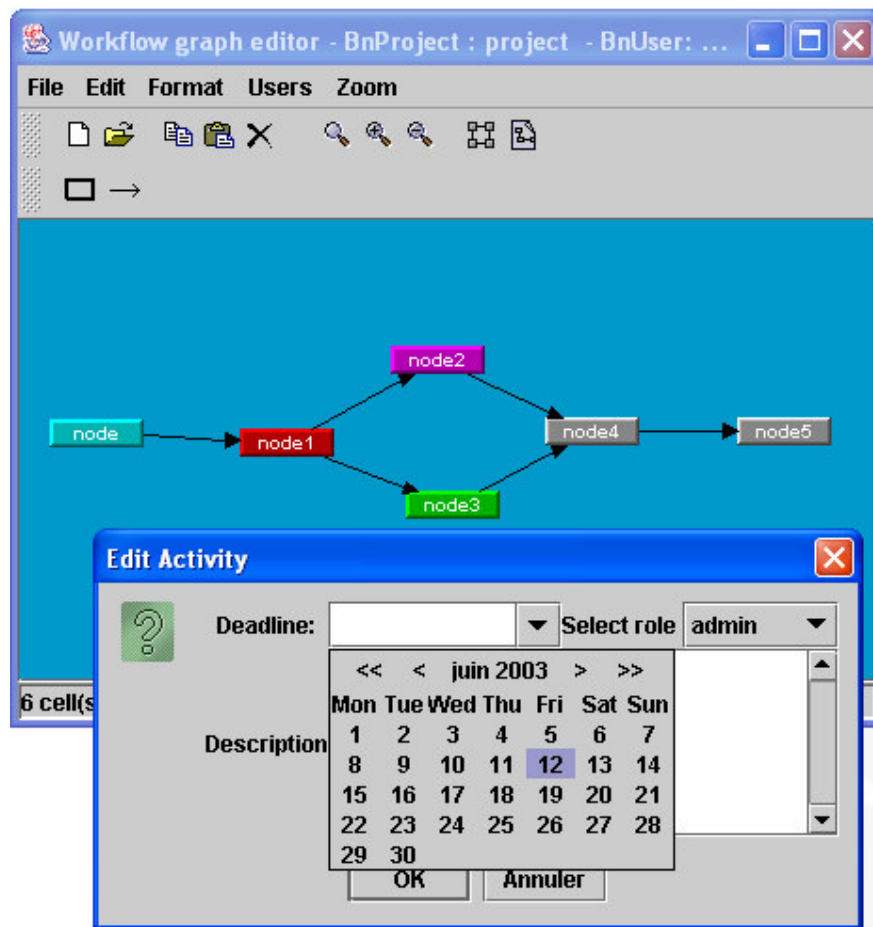 Workflow graph editor - BnProject : project - BnUser: ...
File Edit Format Users Zoom
node2
node
node1
node4
node5
node3
Edit Activity
Deadline:
Select role
admin
<< < juin 2003 > >>
Mon Tue Wed Thu Fri Sat Sun
1 2 3 4 5 6 7
8 9 10 11 12 13 14
15 16 17 18 19 20 21
22 23 24 25 26 27 28
29 30
6 cell(s
Description
OK
Annuler